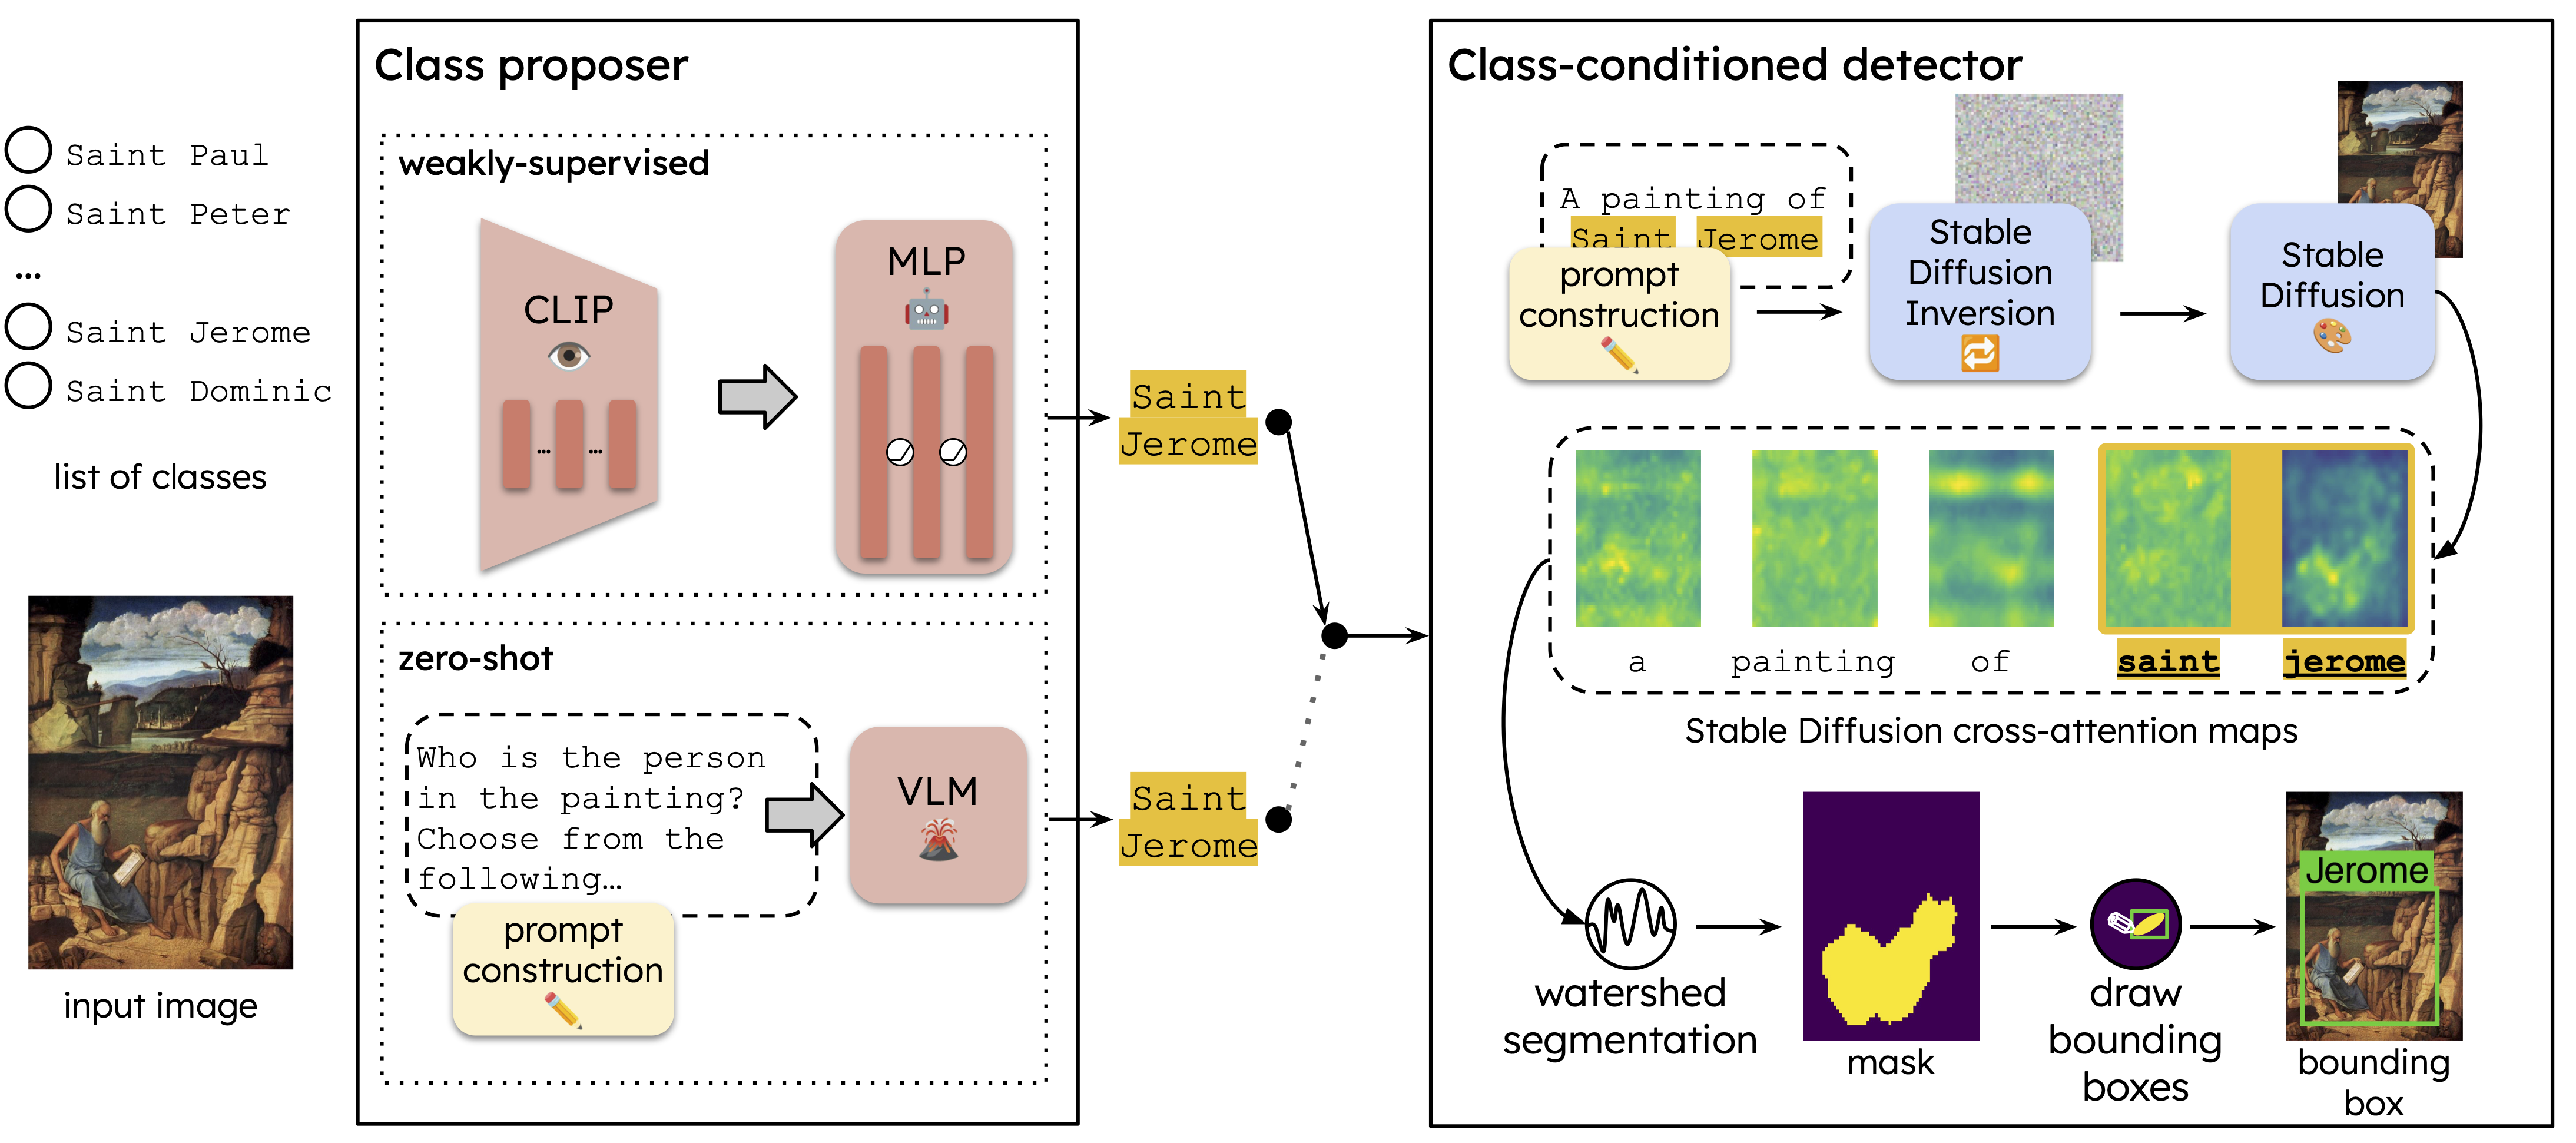 Saint Paul
Saint Peter
...
Saint Jerome
Saint Dominic
list of classes
input image
Class proposer
weakly-supervised
CLIP
... ...
MLP
zero-shot
Who is the person
in the painting?
Choose from the
following…
prompt
construction
VLM
Saint
Jerome
Saint
Jerome
Class-conditioned detector
A painting of
Saint Jerome
prompt
construction
Stable
Diffusion
Inversion
Stable
Diffusion
a painting of saint jerome
Stable Diffusion cross-attention maps
watershed
segmentation
mask
draw
bounding
boxes
Jerome
bounding
box